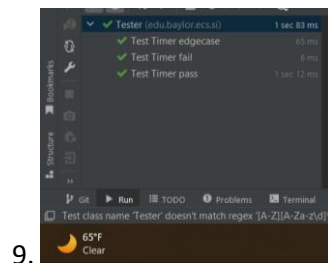 Tester (edu.baylor.ecs.si) 1 sec 83 ms
Test Timer edgecase 65 ms
Test Timer fail 6 ms
Test Timer pass 1 sec 12 ms
Bookmarks
Structure
Git Run TODO Problems Terminal
Test class name 'Tester' doesn't match regex '[A-Z][A-Za-z\d]*
65°F
Clear
9.